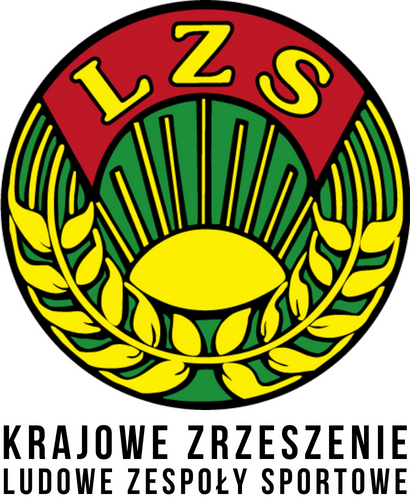 LZS
KRAJOWE ZRZESZENIE
LUDOWE ZESPOŁY SPORTOWE